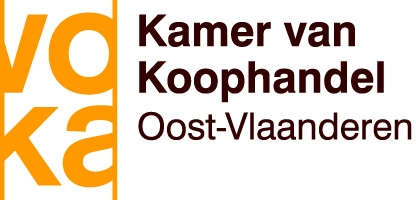 vo
ka
Kamer van
Koophandel
Oost-Vlaanderen